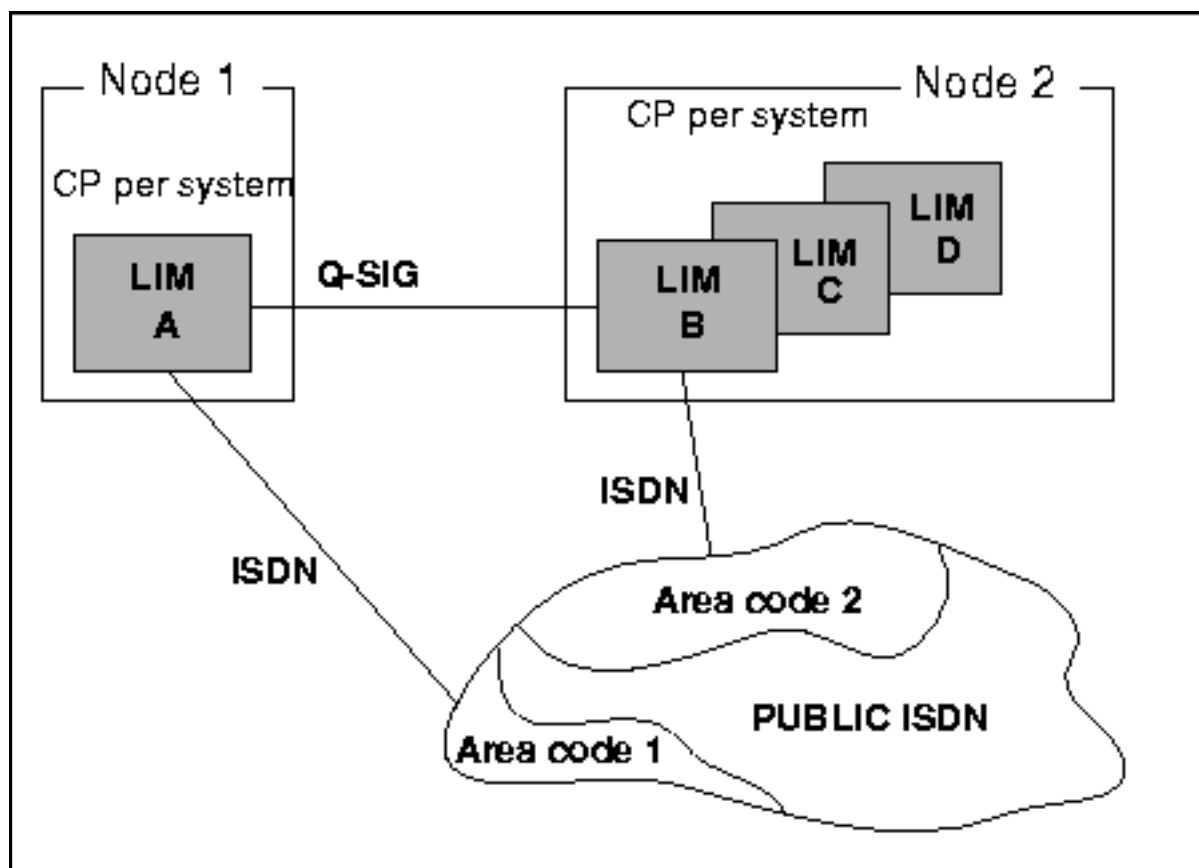 Node 1
Node 2
CP per system
CP per system
LIM
D
LIM
C
LIM
A
Q-SIG
LIM
B
ISDN
ISDN
Area code 2
PUBLIC ISDN
Area code 1